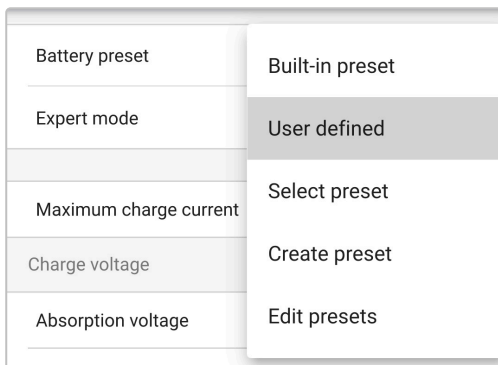 Battery preset
Expert mode
Maximum charge current
Charge voltage
Absorption voltage
Built-in preset
User defined
Select preset
Create preset
Edit presets